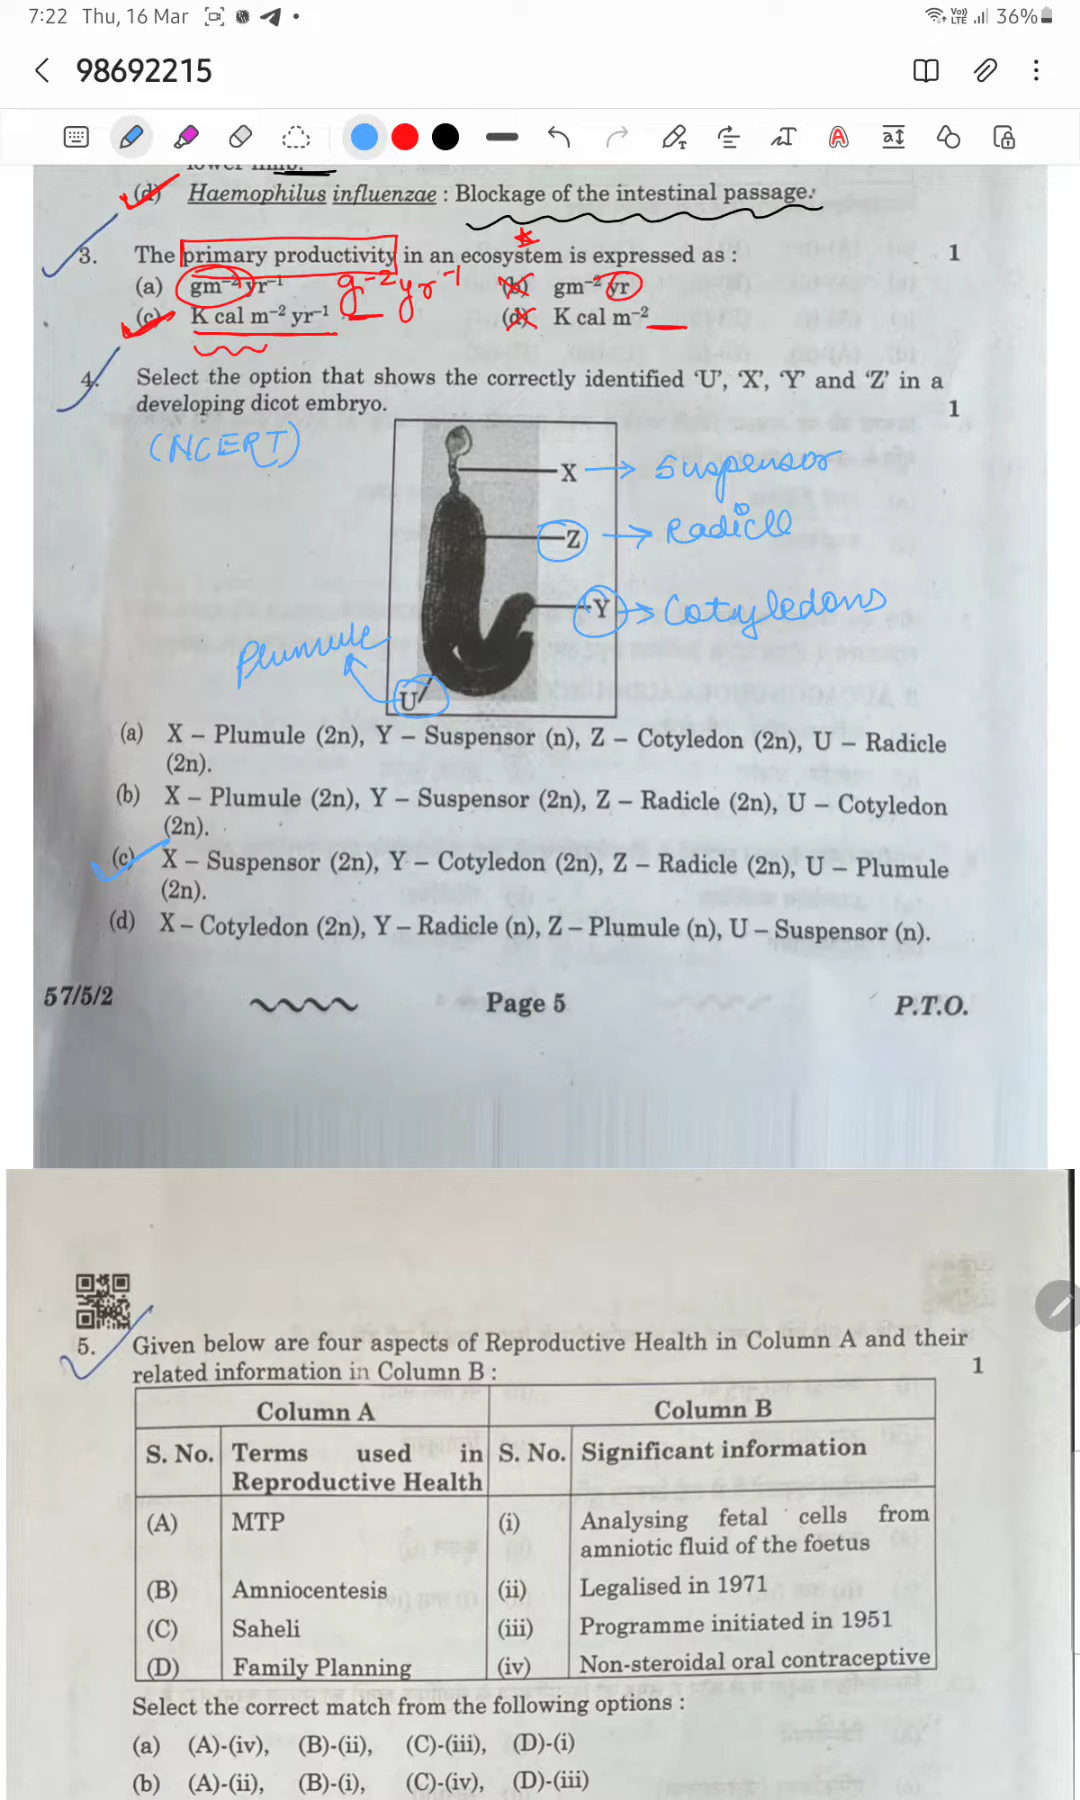 7:22 Thu, 16 Mar
VoD LTE 36%
98692215
lower limb.
(d) Haemophilus influenzae : Blockage of the intestinal passage.
3. The primary productivity in an ecosystem is expressed as : 1
(a) gm⁻² yr⁻¹ g⁻² yr⁻¹ (b) gm⁻² yr
(c) K cal m⁻² yr⁻¹ (d) K cal m⁻²
4. Select the option that shows the correctly identified ‘U’, ‘X’, ‘Y’ and ‘Z’ in a
developing dicot embryo. 1
(NCERT)
X → Suspensor
Z → Radicle
Y → Cotyledons
Plumule
U
(a) X – Plumule (2n), Y – Suspensor (n), Z – Cotyledon (2n), U – Radicle
(2n).
(b) X – Plumule (2n), Y – Suspensor (2n), Z – Radicle (2n), U – Cotyledon
(2n).
(c) X – Suspensor (2n), Y – Cotyledon (2n), Z – Radicle (2n), U – Plumule
(2n).
(d) X – Cotyledon (2n), Y – Radicle (n), Z – Plumule (n), U – Suspensor (n).
57/5/2 Page 5 P.T.O.
5. Given below are four aspects of Reproductive Health in Column A and their
related information in Column B : 1
Column A Column B
S. No. Terms used in S. No. Significant information
Reproductive Health
(A) MTP (i) Analysing fetal cells from
amniotic fluid of the foetus
(B) Amniocentesis (ii) Legalised in 1971
(C) Saheli (iii) Programme initiated in 1951
(D) Family Planning (iv) Non-steroidal oral contraceptive
Select the correct match from the following options :
(a) (A)-(iv), (B)-(ii), (C)-(iii), (D)-(i)
(b) (A)-(ii), (B)-(i), (C)-(iv), (D)-(iii)